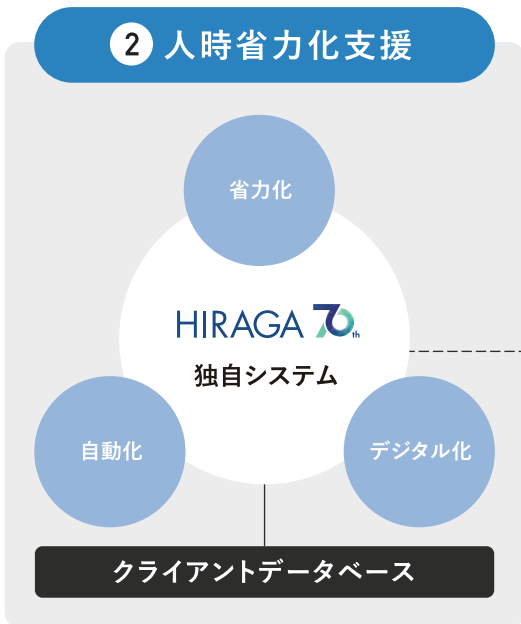 2 人時省力化支援
省力化
HIRAGA 70th
独自システム
自動化
デジタル化
クライアントデータベース